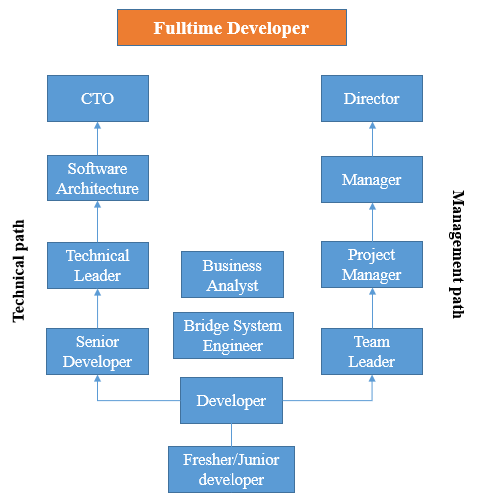 Fulltime Developer
CTO
Director
Software
Architecture
Manager
Technical path
Management path
Technical
Leader
Business
Analyst
Project
Manager
Senior
Developer
Bridge System
Engineer
Team
Leader
Developer
Fresher/Junior
developer